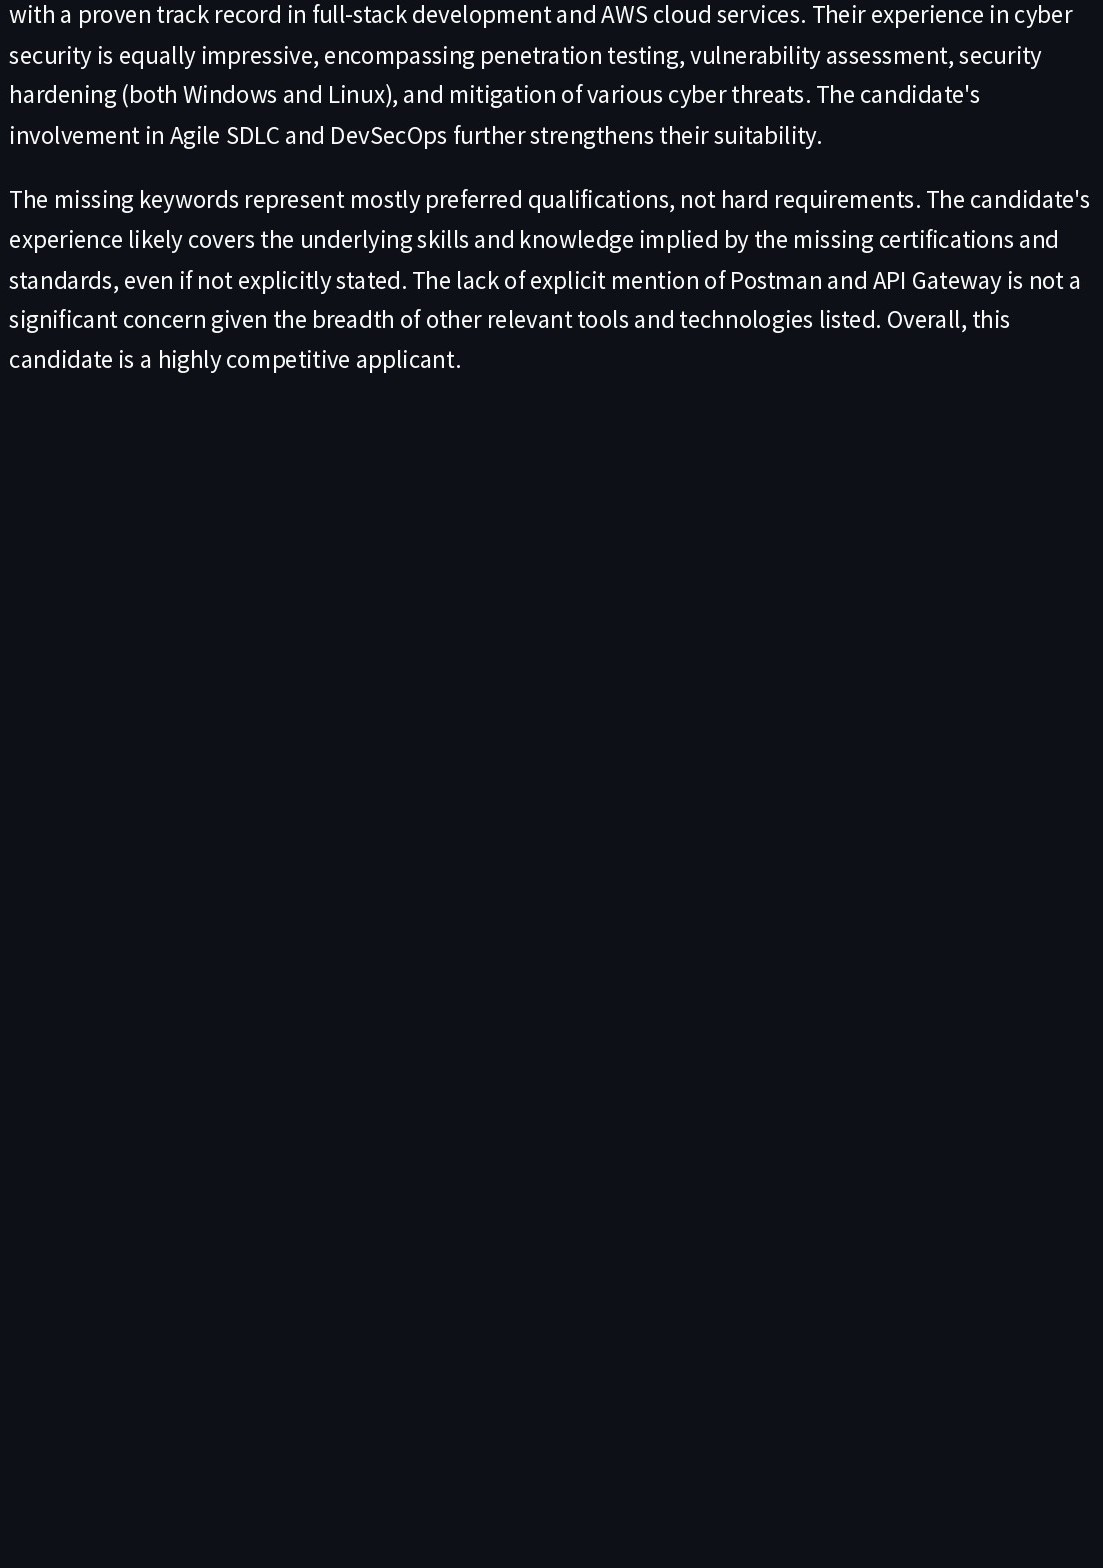 with a proven track record in full-stack development and AWS cloud services. Their experience in cyber
security is equally impressive, encompassing penetration testing, vulnerability assessment, security
hardening (both Windows and Linux), and mitigation of various cyber threats. The candidate's
involvement in Agile SDLC and DevSecOps further strengthens their suitability.
The missing keywords represent mostly preferred qualifications, not hard requirements. The candidate's
experience likely covers the underlying skills and knowledge implied by the missing certifications and
standards, even if not explicitly stated. The lack of explicit mention of Postman and API Gateway is not a
significant concern given the breadth of other relevant tools and technologies listed. Overall, this
candidate is a highly competitive applicant.